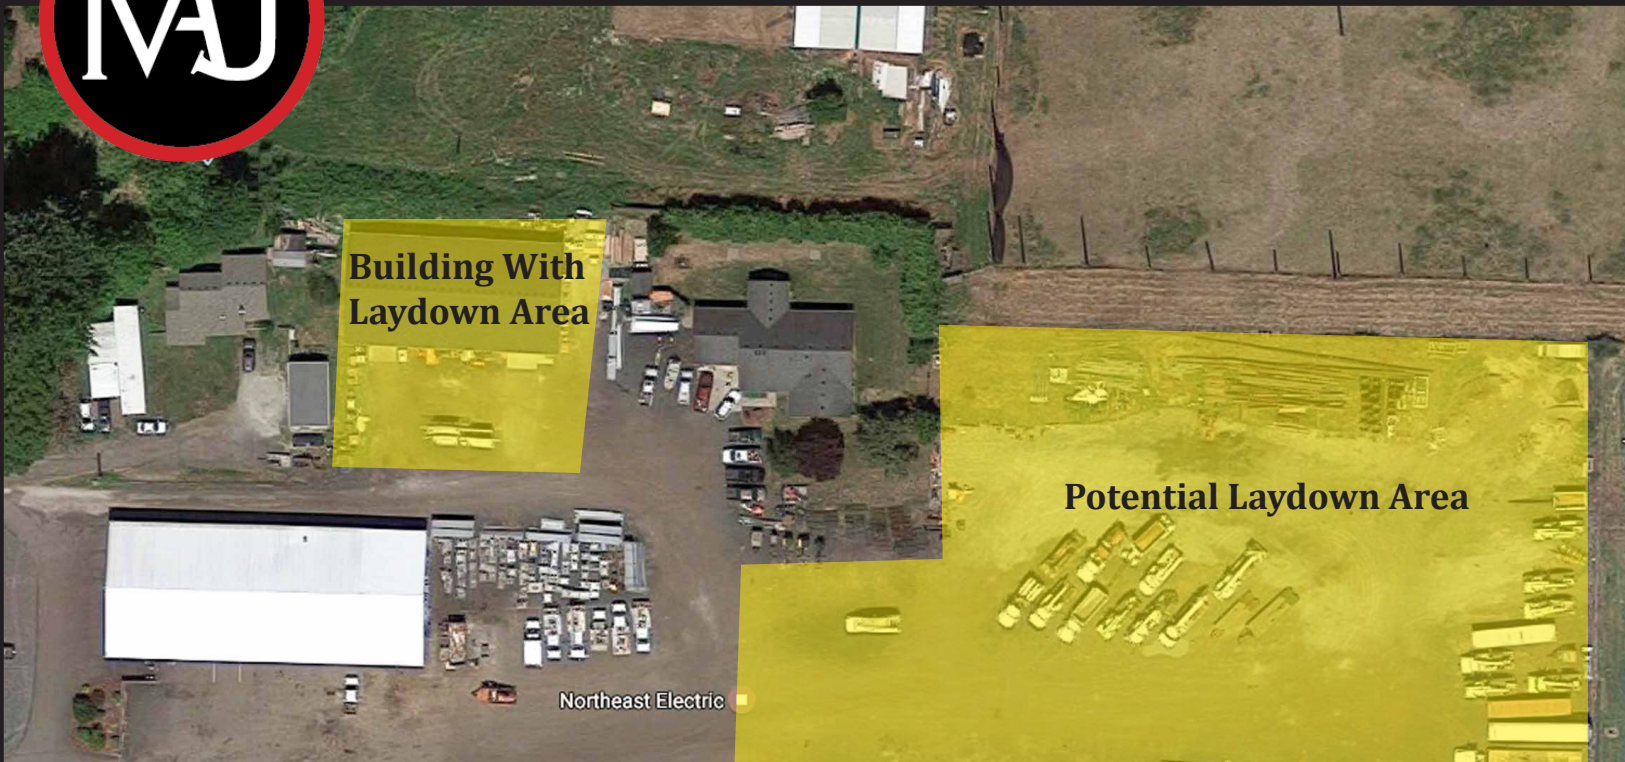 MAJ
Building With
Laydown Area
Potential Laydown Area
Northeast Electric